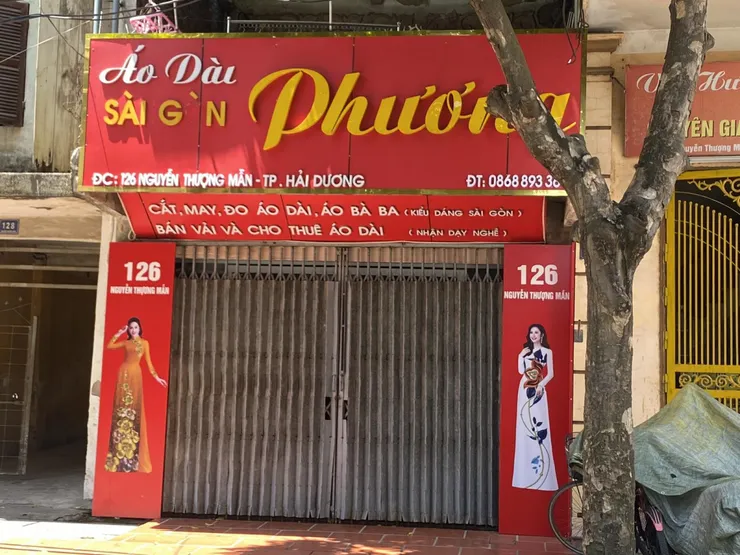 Áo Dài
SÀI GÒN Phương
ĐC: 126 NGUYỄN THƯỢNG MẪN - TP. HẢI DƯƠNG ĐT: 0868 893 38
CẮT, MAY, ĐO ÁO DÀI, ÁO BÀ BA (KIỂU DÁNG SÀI GÒN)
BÁN VẢI VÀ CHO THUÊ ÁO DÀI (NHẬN DẠY NGHỀ)
126
NGUYỄN THƯỢNG MẪN
126
NGUYỄN THƯỢNG MẪN
128